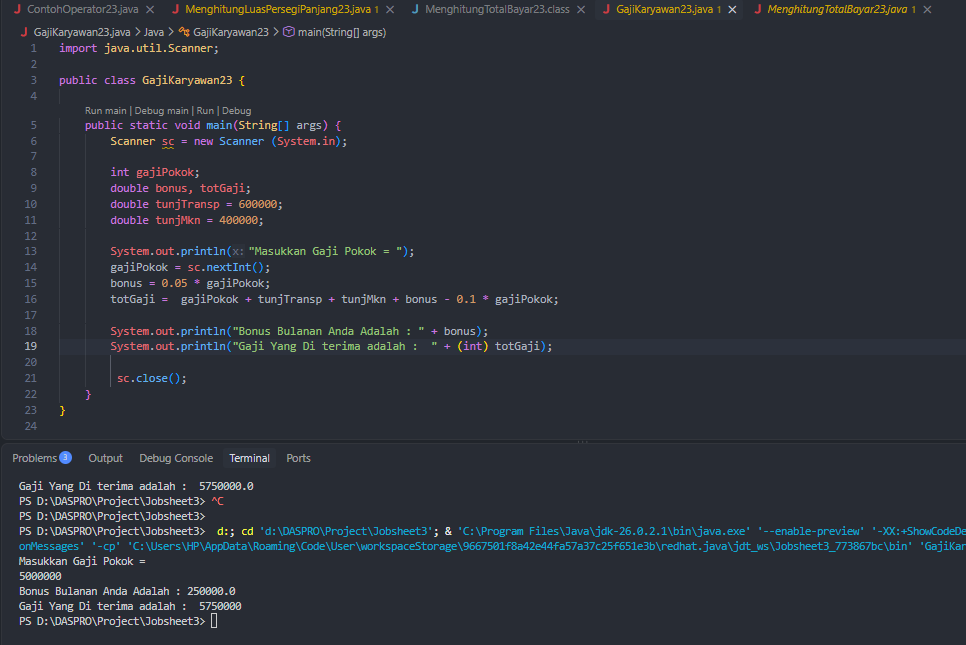 ContohOperator23.java MenghitungLuasPersegiPanjang23.java 1 MenghitungTotalBayar23.class GajiKaryawan23.java 1 MenghitungTotalBayar23.java 1
GajiKaryawan23.java > Java > GajiKaryawan23 > main(String[] args)
1 import java.util.Scanner;
2
3 public class GajiKaryawan23 {
4
Run main | Debug main | Run | Debug
5 public static void main(String[] args) {
6 Scanner sc = new Scanner (System.in);
7
8 int gajiPokok;
9 double bonus, totGaji;
10 double tunjTransp = 600000;
11 double tunjMkn = 400000;
12
13 System.out.println(x: "Masukkan Gaji Pokok = ");
14 gajiPokok = sc.nextInt();
15 bonus = 0.05 * gajiPokok;
16 totGaji =  gajiPokok + tunjTransp + tunjMkn + bonus - 0.1 * gajiPokok;
17
18 System.out.println("Bonus Bulanan Anda Adalah : " + bonus);
19 System.out.println("Gaji Yang Di terima adalah :  " + (int) totGaji);
20
21 sc.close();
22 }
23 }
24
Problems 3 Output Debug Console Terminal Ports
Gaji Yang Di terima adalah :  5750000.0
PS D:\DASPRO\Project\Jobsheet3> ^C
PS D:\DASPRO\Project\Jobsheet3>
PS D:\DASPRO\Project\Jobsheet3>  d:; cd 'd:\DASPRO\Project\Jobsheet3'; & 'C:\Program Files\Java\jdk-26.0.2.1\bin\java.exe' '--enable-preview' '-XX:+ShowCodeDe
onMessages' '-cp' 'C:\Users\HP\AppData\Roaming\Code\User\workspaceStorage\9667501f8a42e44fa57a37c25f651e3b\redhat.java\jdt_ws\Jobsheet3_773867bc\bin' 'GajiKar
Masukkan Gaji Pokok =
5000000
Bonus Bulanan Anda Adalah : 250000.0
Gaji Yang Di terima adalah :  5750000
PS D:\DASPRO\Project\Jobsheet3>